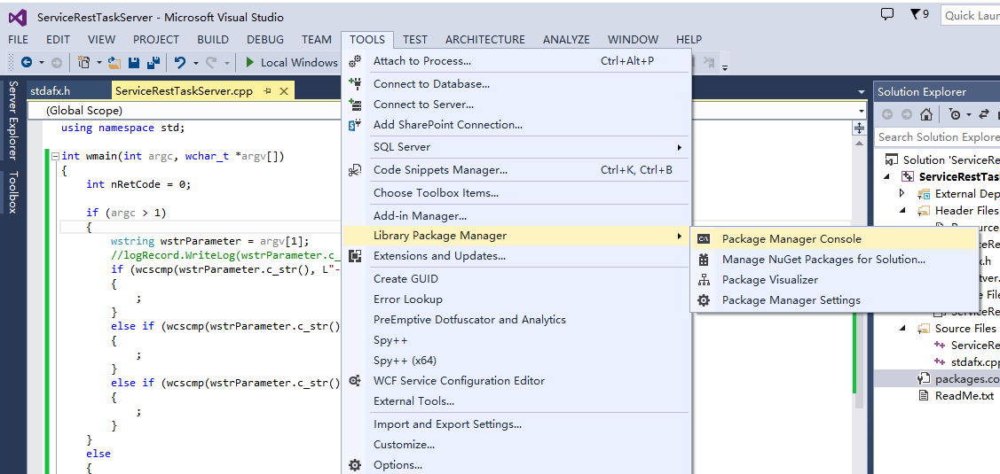 ServiceRestTaskServer - Microsoft Visual Studio
9
Quick Laun
FILE EDIT VIEW PROJECT BUILD DEBUG TEAM TOOLS TEST ARCHITECTURE ANALYZE WINDOW HELP
Local Windows
Server Explorer
Toolbox
stdafx.h
ServiceRestTaskServer.cpp
(Global Scope)
using namespace std;
int wmain(int argc, wchar_t *argv[])
{
int nRetCode = 0;
if (argc > 1)
{
wstring wstrParameter = argv[1];
//logRecord.WriteLog(wstrParameter.c_
if (wcscmp(wstrParameter.c_str(), L"-
{
;
}
else if (wcscmp(wstrParameter.c_str()
{
;
}
else if (wcscmp(wstrParameter.c_str()
{
;
}
}
else
{
Attach to Process... Ctrl+Alt+P
Connect to Database...
Connect to Server...
Add SharePoint Connection...
SQL Server
Code Snippets Manager... Ctrl+K, Ctrl+B
Choose Toolbox Items...
Add-in Manager...
Library Package Manager
Extensions and Updates...
Create GUID
Error Lookup
PreEmptive Dotfuscator and Analytics
Spy++
Spy++ (x64)
WCF Service Configuration Editor
External Tools...
Import and Export Settings...
Customize...
Options...
Package Manager Console
Manage NuGet Packages for Solution...
Package Visualizer
Package Manager Settings
Solution Explorer
Search Solution Explore
Solution 'ServiceRe
ServiceRestTas
External Dep
Header Files
Source Files
ServiceR
stdafx.cpp
packages.co
ReadMe.txt